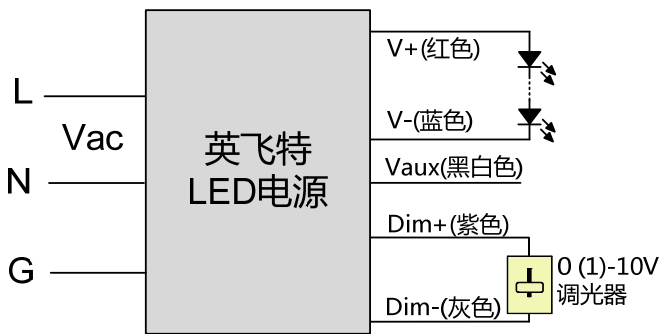 L
Vac
N
G
英飞特
LED电源
V+(红色)
V-(蓝色)
Vaux(黑白色)
Dim+(紫色)
Dim-(灰色)
0 (1)-10V
调光器